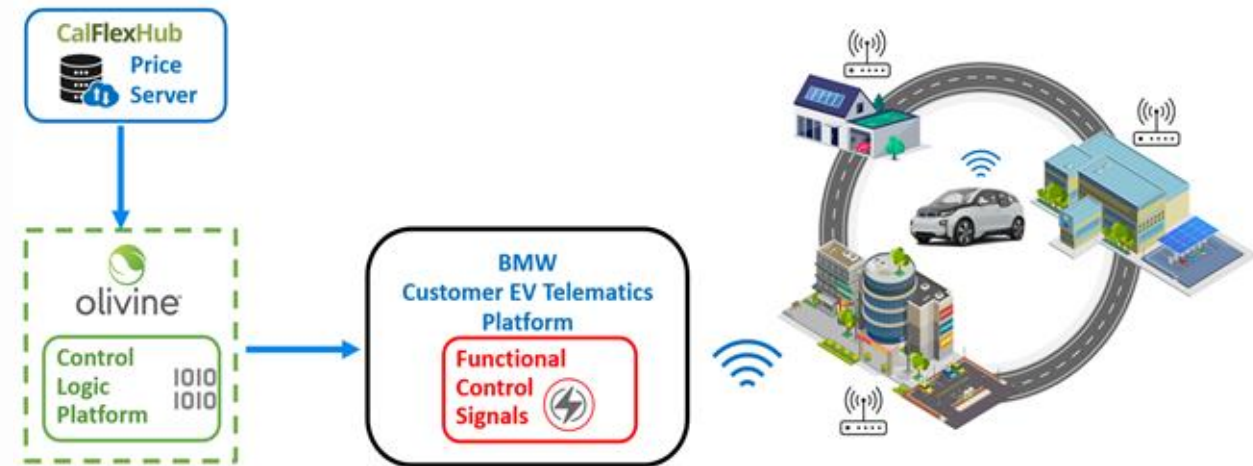 CalFlexHub
Price
Server
olivine
Control
Logic
Platform
1010
1010
BMW
Customer EV Telematics
Platform
Functional
Control
Signals